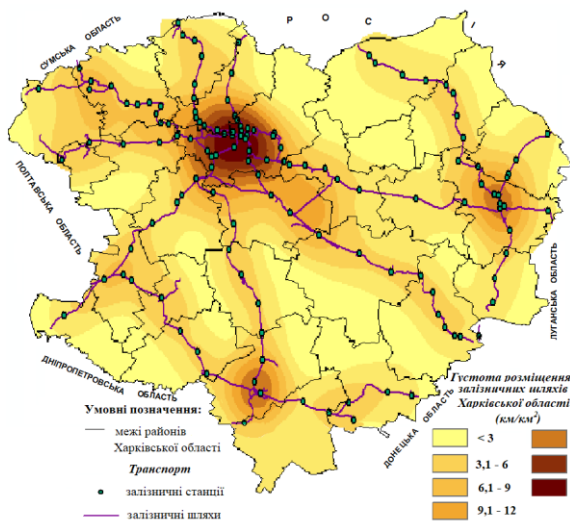 СУМСЬКА ОБЛАСТЬ
Р О С І Я
ПОЛТАВСЬКА ОБЛАСТЬ
ЛУГАНСЬКА ОБЛАСТЬ
ДНІПРОПЕТРОВСЬКА ОБЛАСТЬ
ДОНЕЦЬКА ОБЛАСТЬ
Умовні позначення:
межі районів
Харківської області
Транспорт
залізничні станції
залізничні шляхи
Густота розміщення
залізничних шляхів
Харківської області
(км/км²)
< 3
3,1 - 6
6,1 - 9
9,1 - 12